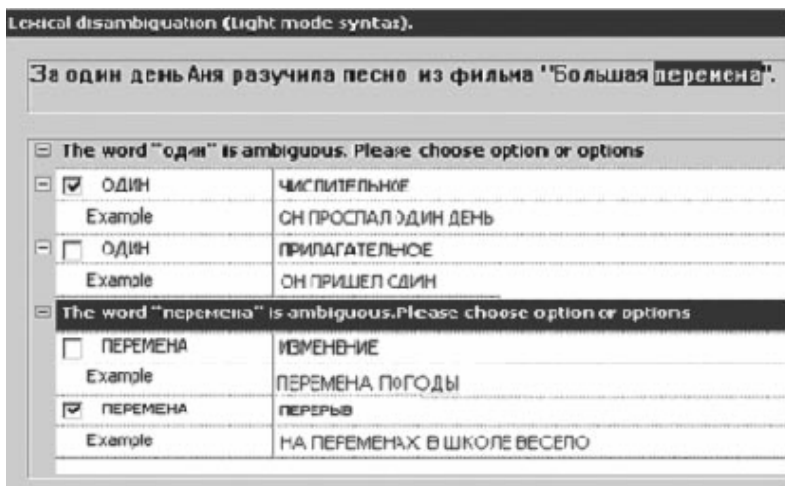 Lexical disambiguation (Light mode syntax).
За один день Аня разучила песню из фильма "Большая перемена".
The word "один" is ambiguous. Please choose option or options
ОДИН ЧИСЛИТЕЛЬНОЕ
Example ОН ПРОСПАЛ ОДИН ДЕНЬ
ОДИН ПРИЛАГАТЕЛЬНОЕ
Example ОН ПРИШЕЛ ОДИН
The word "перемена" is ambiguous.Please choose option or options
ПЕРЕМЕНА ИЗМЕНЕНИЕ
Example ПЕРЕМЕНА ПОГОДЫ
ПЕРЕМЕНА ПЕРЕРЫВ
Example НА ПЕРЕМЕНАХ В ШКОЛЕ ВЕСЕЛО